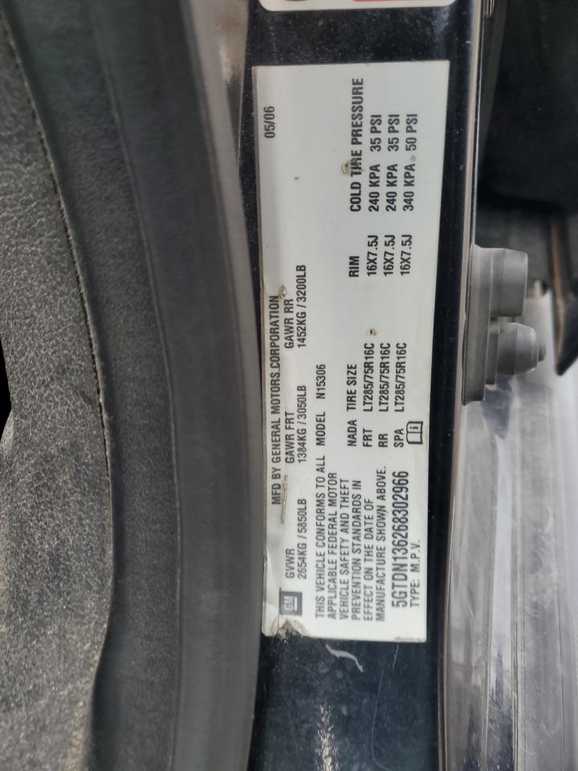 MFD BY GENERAL MOTORS CORPORATION
05/06
GM
GVWR GAWR FRT GAWR RR
2654KG / 5850LB 1384KG / 3050LB 1452KG / 3200LB
THIS VEHICLE CONFORMS TO ALL
APPLICABLE FEDERAL MOTOR
VEHICLE SAFETY AND THEFT
PREVENTION STANDARDS IN
EFFECT ON THE DATE OF
MANUFACTURE SHOWN ABOVE.
5GTDN136268302966
TYPE: M.P.V.
MODEL N15306
NADA TIRE SIZE RIM COLD TIRE PRESSURE
FRT LT285/75R16C 16X7.5J 240 KPA 35 PSI
RR LT285/75R16C 16X7.5J 240 KPA 35 PSI
SPA LT285/75R16C 16X7.5J 340 KPA 50 PSI